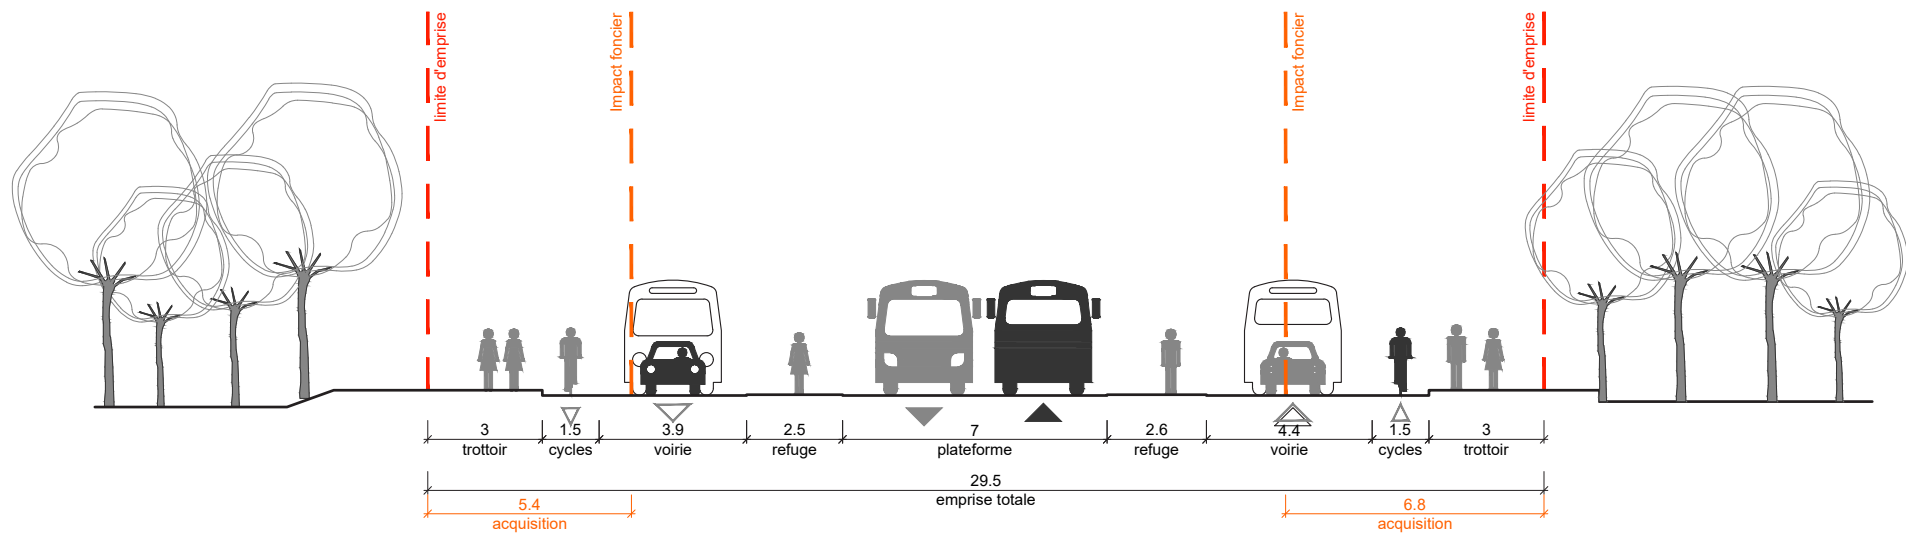 limite d'emprise
Impact foncier
Impact foncier
limite d'emprise
3 1.5 3.9 2.5 7 2.6 4.4 1.5 3
trottoir cycles voirie refuge plateforme refuge voirie cycles trottoir
29.5
emprise totale
5.4 6.8
acquisition acquisition